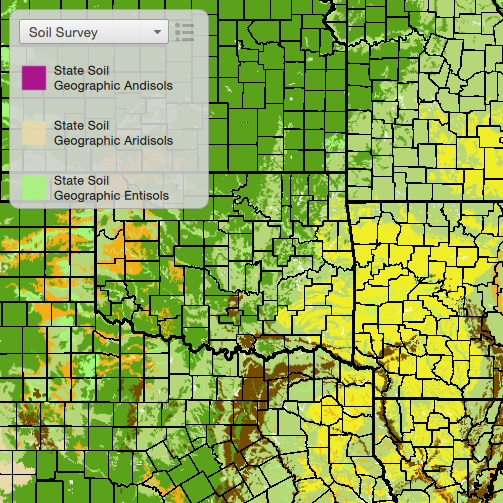 Soil Survey
State Soil
Geographic Andisols
State Soil
Geographic Aridisols
State Soil
Geographic Entisols